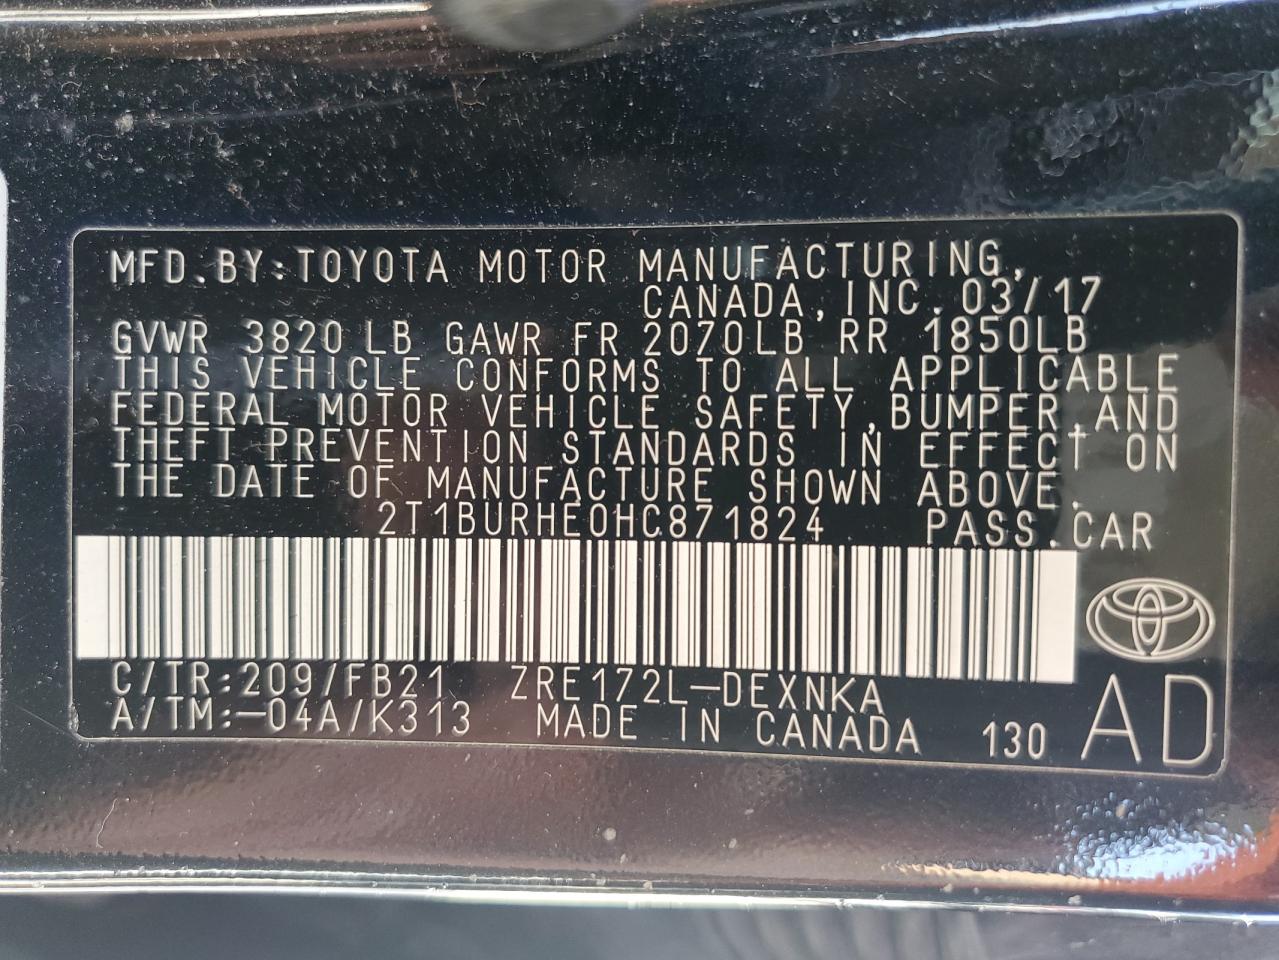 MFD.BY:TOYOTA MOTOR MANUFACTURING,
CANADA,INC.03/17
GVWR 3820LB GAWR FR 2070LB RR 1850LB
THIS VEHICLE CONFORMS TO ALL APPLICABLE
FEDERAL MOTOR VEHICLE SAFETY,BUMPER,AND
THEFT PREVENTION STANDARDS IN EFFECT ON
THE DATE OF MANUFACTURE SHOWN ABOVE.
2T1BURHE0HC871824 PASS.CAR
C/TR:209/FB21 ZRE172L-DEXNKA
A/TM:-04A/K313 MADE IN CANADA 130 AD